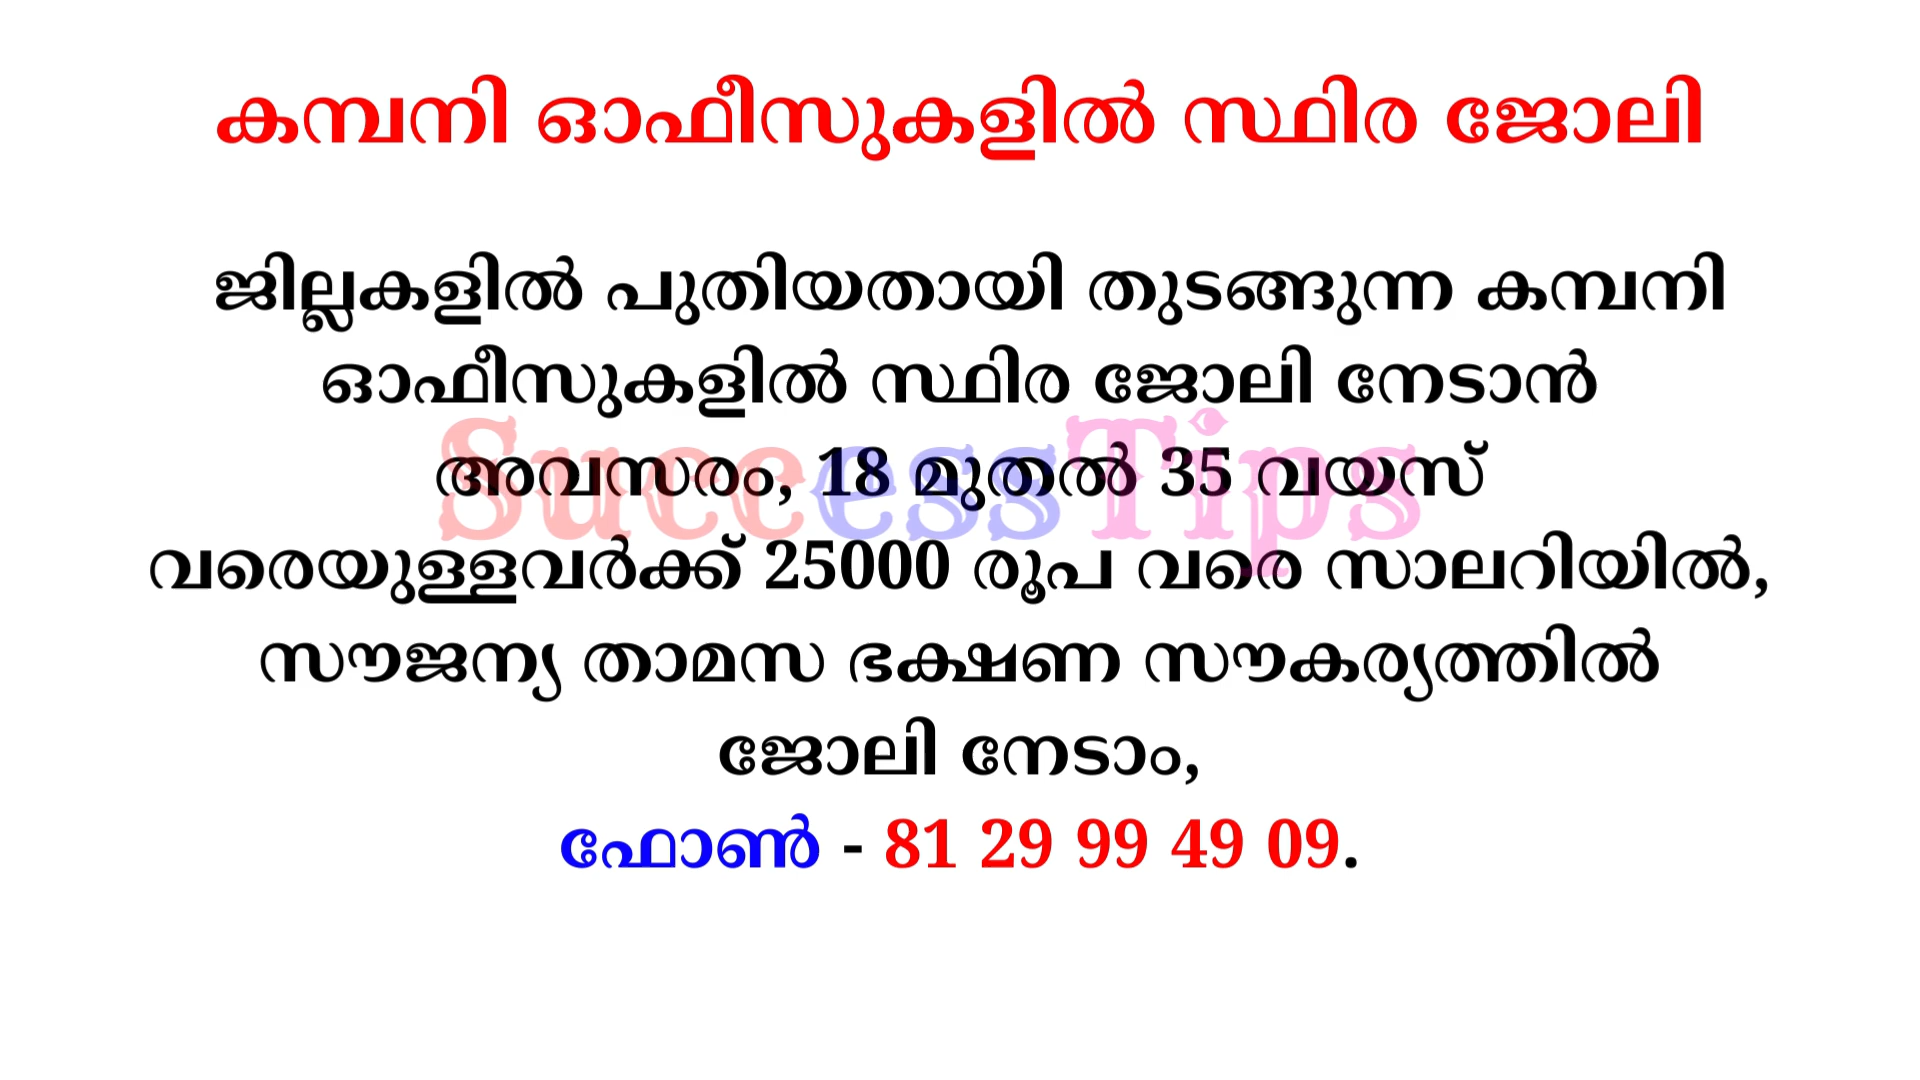 കമ്പനി ഓഫീസുകളിൽ സ്ഥിര ജോലി
ജില്ലകളിൽ പുതിയതായി തുടങ്ങുന്ന കമ്പനി
ഓഫീസുകളിൽ സ്ഥിര ജോലി നേടാൻ
SuccessTips
അവസരം, 18 മുതൽ 35 വയസ്
വരെയുള്ളവർക്ക് 25000 രൂപ വരെ സാലറിയിൽ,
സൗജന്യ താമസ ഭക്ഷണ സൗകര്യത്തിൽ
ജോലി നേടാം,
ഫോൺ - 81 29 99 49 09.